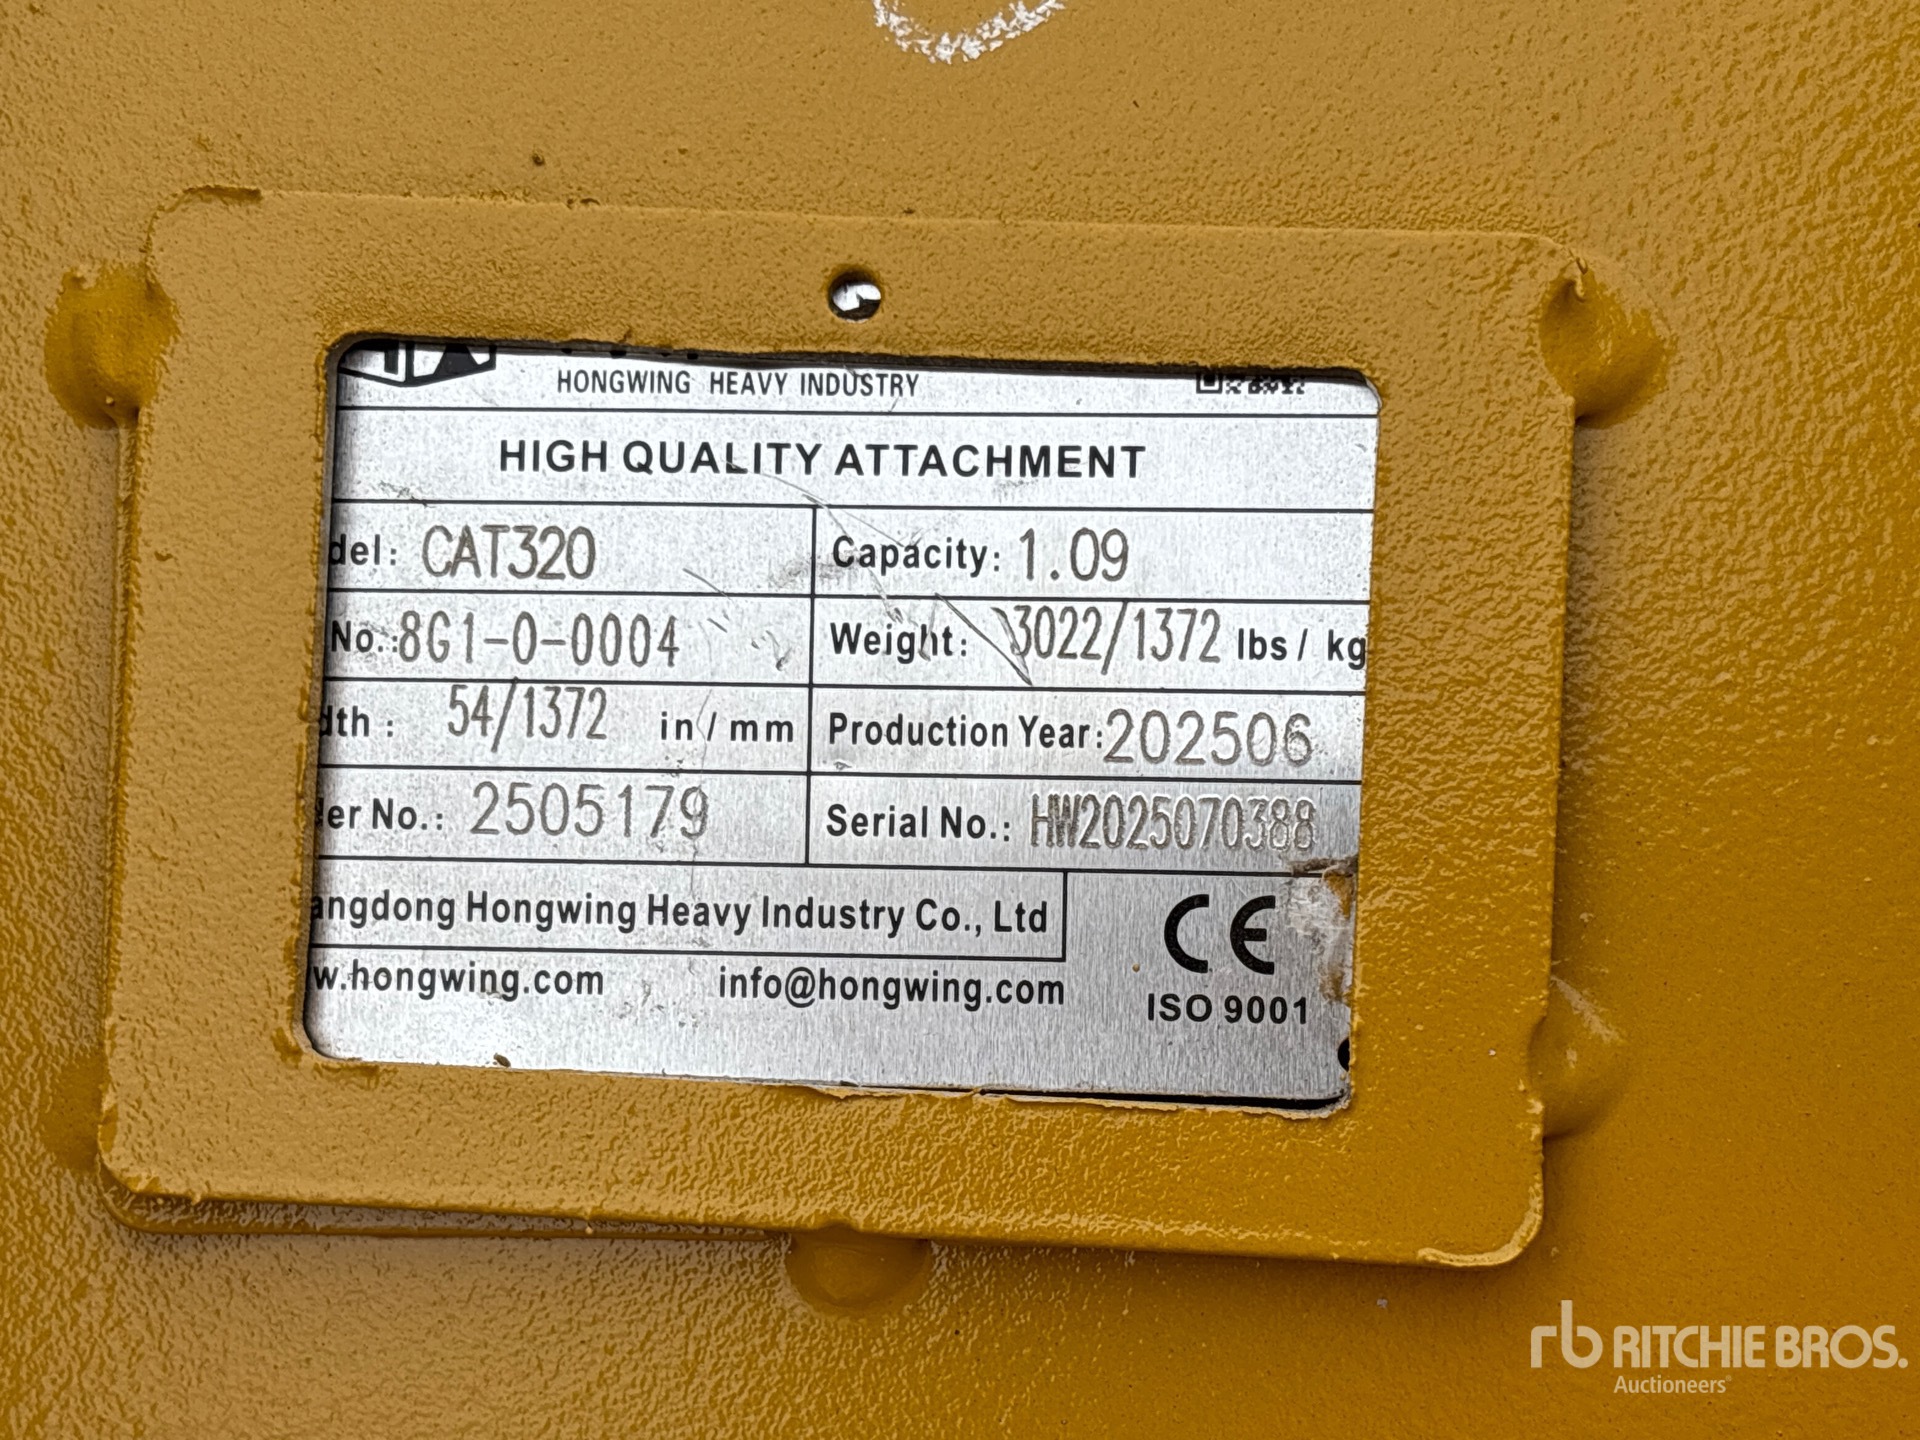 HONGWING HEAVY INDUSTRY
HIGH QUALITY ATTACHMENT
del: CAT320 Capacity: 1.09
No.: 8G1-0-0004 Weight: 3022/1372 lbs / kg
dth : 54/1372 in / mm Production Year: 202506
er No.: 2505179 Serial No.: HW2025070388
angdong Hongwing Heavy Industry Co., Ltd
w.hongwing.com info@hongwing.com
CE
ISO 9001
rb RITCHIE BROS.
Auctioneers